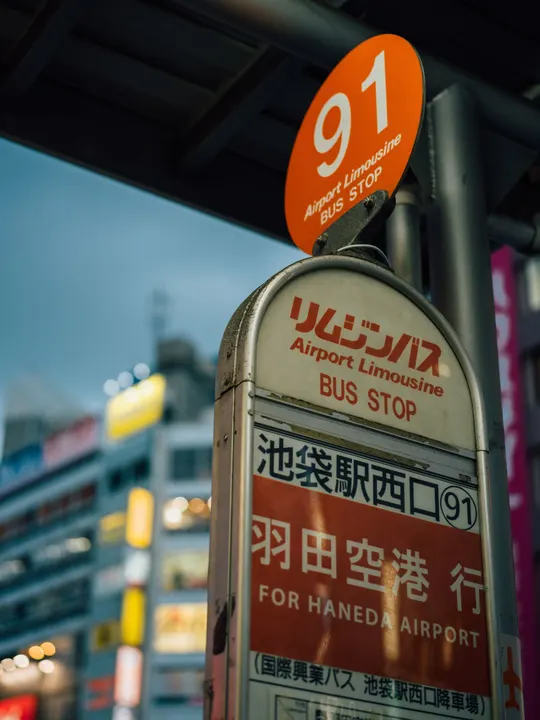 91
Airport Limousine
BUS STOP
リムジンバス
Airport Limousine
BUS STOP
池袋駅西口 91
羽田空港 行
FOR HANEDA AIRPORT
(国際興業バス 池袋駅西口降車場)